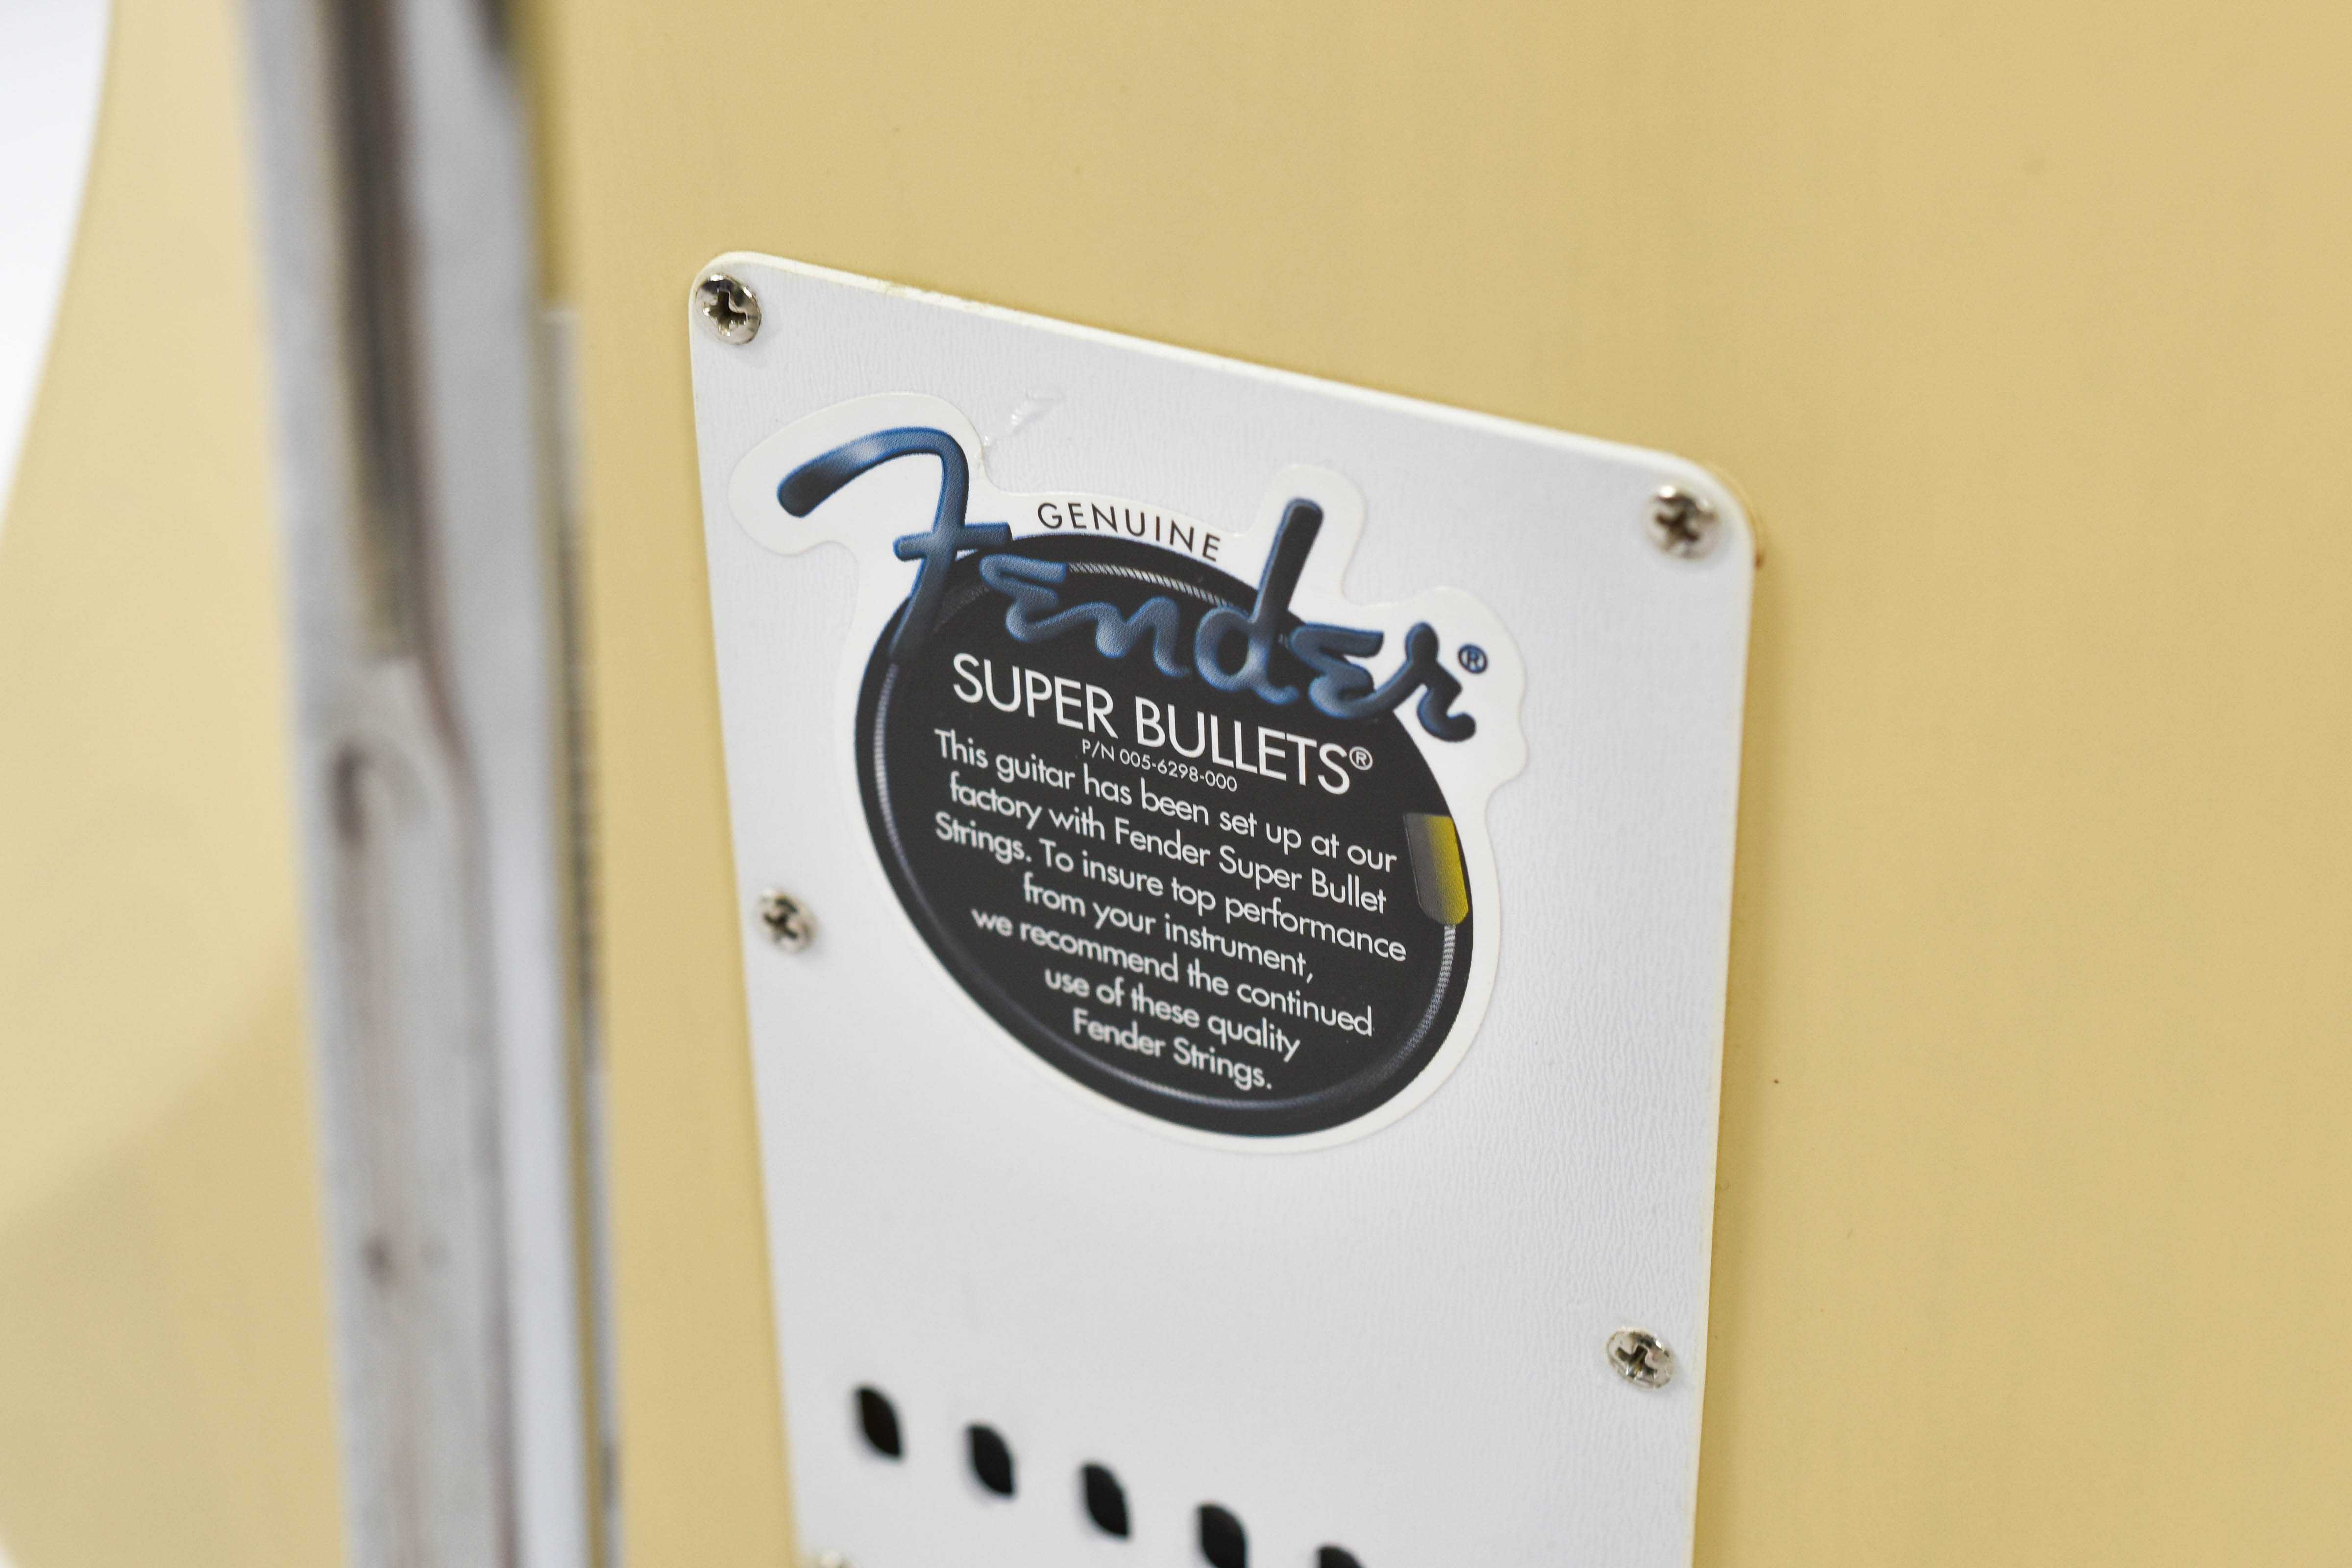 GENUINE
Fender®
SUPER BULLETS®
P/N 005-6298-000
This guitar has been set up at our
factory with Fender Super Bullet
Strings. To insure top performance
from your instrument,
we recommend the continued
use of these quality
Fender Strings.